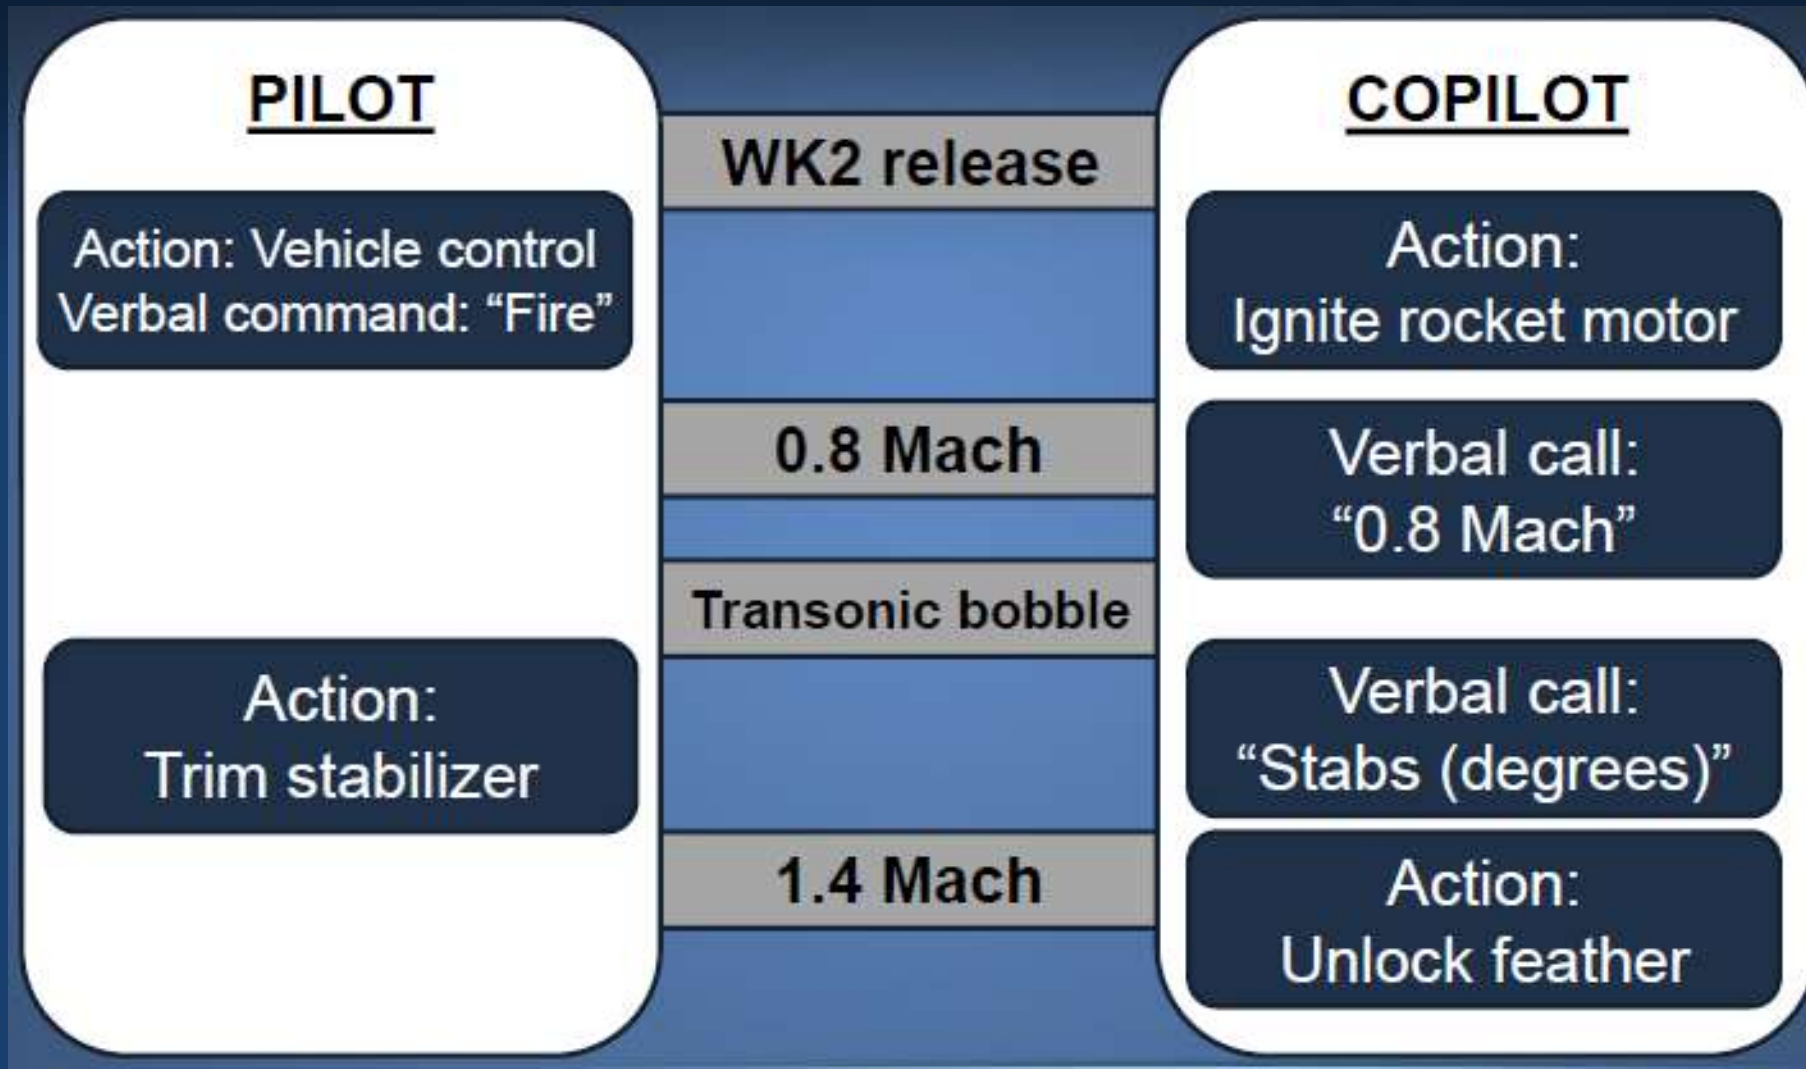 PILOT
Action: Vehicle control
Verbal command: “Fire”
Action:
Trim stabilizer
WK2 release
0.8 Mach
Transonic bobble
1.4 Mach
COPILOT
Action:
Ignite rocket motor
Verbal call:
“0.8 Mach”
Verbal call:
“Stabs (degrees)”
Action:
Unlock feather